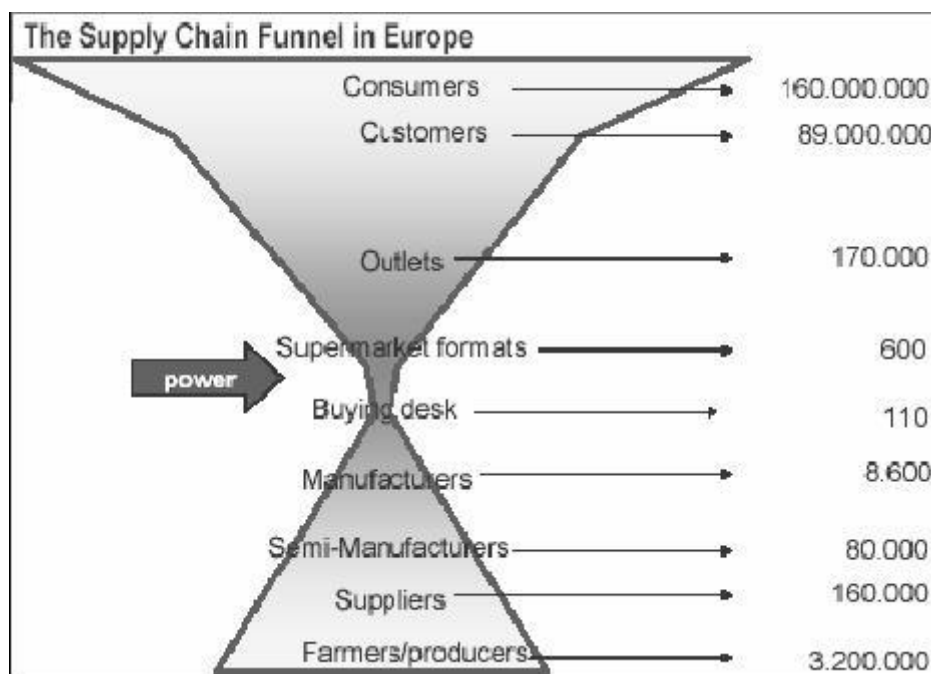 The Supply Chain Funnel in Europe
Consumers 160.000.000
Customers 89.000.000
Outlets 170.000
Supermarket formats 600
power
Buying desk 110
Manufacturers 8.600
Semi-Manufacturers 80.000
Suppliers 160.000
Farmers/producers 3.200.000